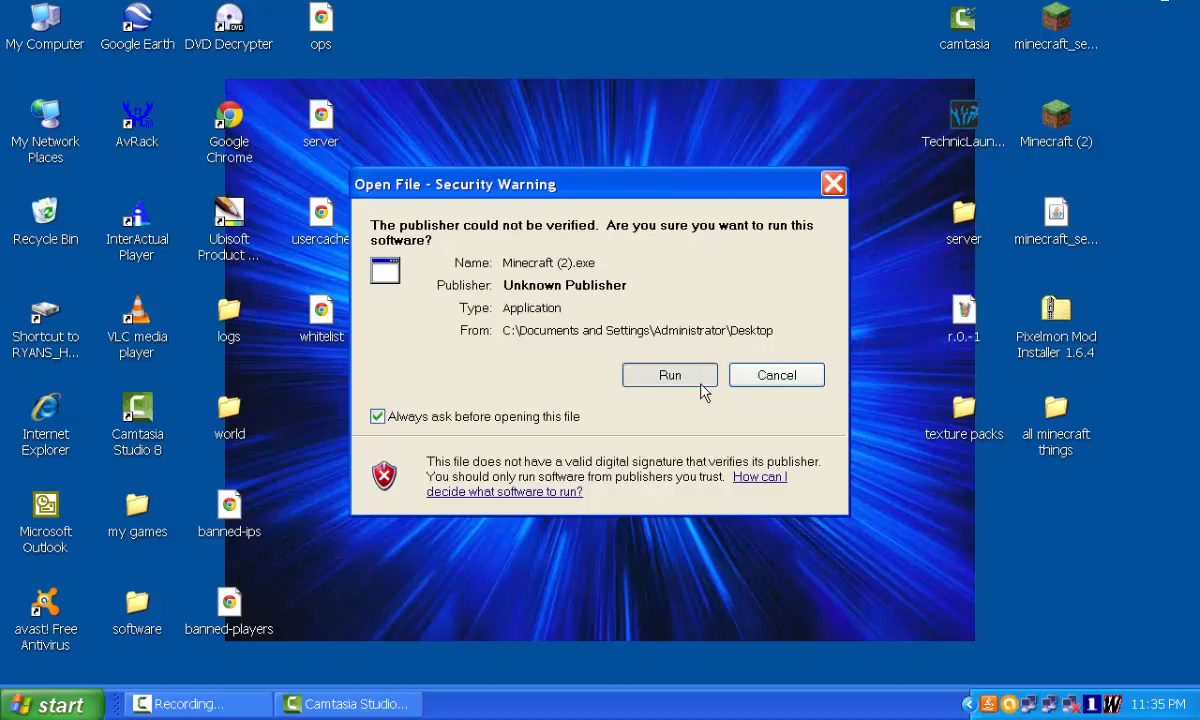 My Computer
Google Earth
DVD Decrypter
ops
camtasia
minecraft_se...
My Network
Places
AvRack
Google
Chrome
server
TechnicLaun...
Minecraft (2)
Recycle Bin
InterActual
Player
Ubisoft
Product ...
usercache
server
minecraft_se...
Shortcut to
RYANS_H...
VLC media
player
logs
whitelist
r.0.-1
Pixelmon Mod
Installer 1.6.4
Internet
Explorer
Camtasia
Studio 8
world
texture packs
all minecraft
things
Microsoft
Outlook
my games
banned-ips
avast! Free
Antivirus
software
banned-players
Open File - Security Warning
The publisher could not be verified. Are you sure you want to run this
software?
Name: Minecraft (2).exe
Publisher: Unknown Publisher
Type: Application
From: C:\Documents and Settings\Administrator\Desktop
Run
Cancel
Always ask before opening this file
This file does not have a valid digital signature that verifies its publisher.
You should only run software from publishers you trust. How can I
decide what software to run?
start
Recording...
Camtasia Studio...
1
11:35 PM